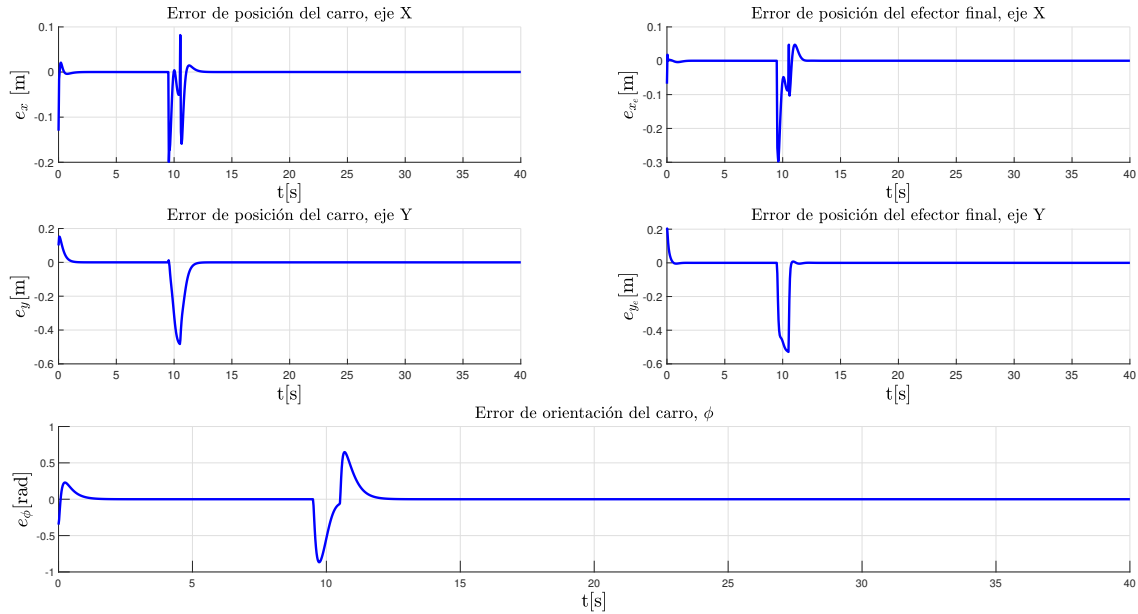 Error de posición del carro, eje X
0.1
0
-0.1
-0.2
e_x [m]
0 5 10 15 20 25 30 35 40
t[s]
Error de posición del efector final, eje X
0.1
0
-0.1
-0.2
-0.3
e_{x_e}[m]
0 5 10 15 20 25 30 35 40
t[s]
Error de posición del carro, eje Y
0.2
0
-0.2
-0.4
-0.6
e_y[m]
0 5 10 15 20 25 30 35 40
t[s]
Error de posición del efector final, eje Y
0.2
0
-0.2
-0.4
-0.6
e_{y_e}[m]
0 5 10 15 20 25 30 35 40
t[s]
Error de orientación del carro, ϕ
1
0.5
0
-0.5
-1
e_ϕ[rad]
0 5 10 15 20 25 30 35 40
t[s]